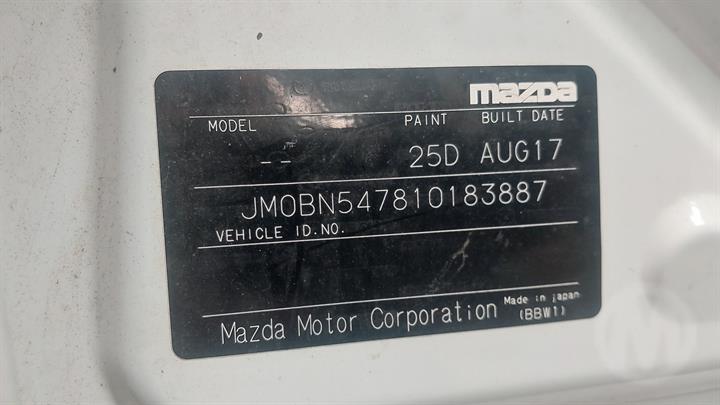 mazda
MODEL PAINT BUILT DATE
-- 25D AUG17
JM0BN547810183887
VEHICLE ID.NO.
Made in japan
Mazda Motor Corporation (BBW1)
M